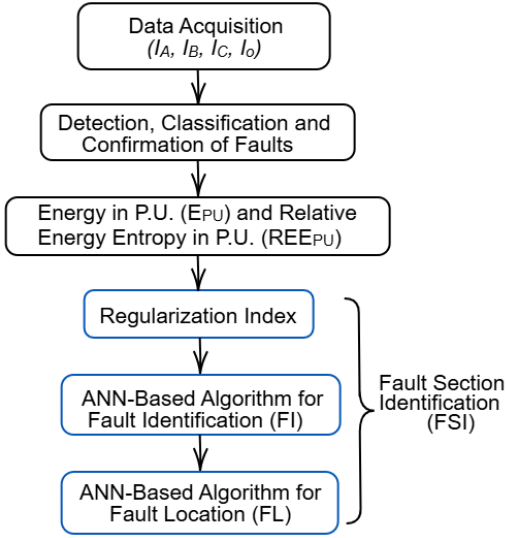 Data Acquisition
(IA, IB, IC, Io)
Detection, Classification and
Confirmation of Faults
Energy in P.U. (EPU) and Relative
Energy Entropy in P.U. (REEPU)
Regularization Index
ANN-Based Algorithm for
Fault Identification (FI)
ANN-Based Algorithm for
Fault Location (FL)
Fault Section
Identification
(FSI)